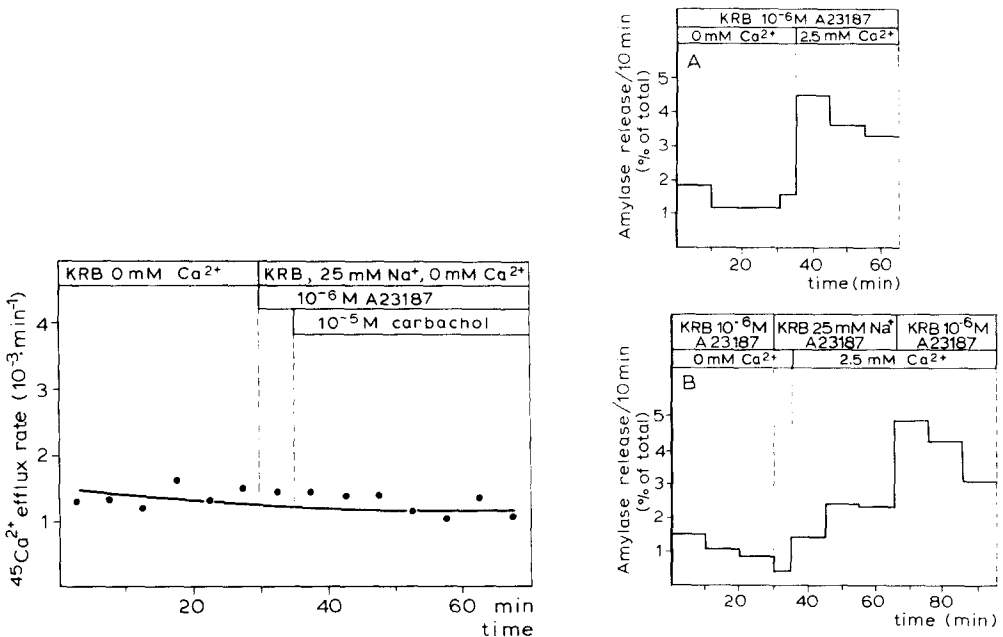 KRB 0 mM Ca²⁺
KRB, 25 mM Na⁺, 0 mM Ca²⁺
10⁻⁶ M A23187
10⁻⁵ M carbachol
⁴⁵Ca²⁺ efflux rate (10⁻³.min⁻¹)
4
3
2
1
20 40 60 min
time
KRB 10⁻⁶M A23187
0 mM Ca²⁺ 2.5 mM Ca²⁺
A
Amylase release/10 min
(% of total)
5
4
3
2
1
20 40 60
time (min)
KRB 10⁻⁶M
A 23187
KRB 25 mM Na⁺
A23187
KRB 10⁻⁶M
A23187
0 mM Ca²⁺ 2.5 mM Ca²⁺
B
Amylase release/10 min
(% of total)
5
4
3
2
1
20 40 60 80
time (min)